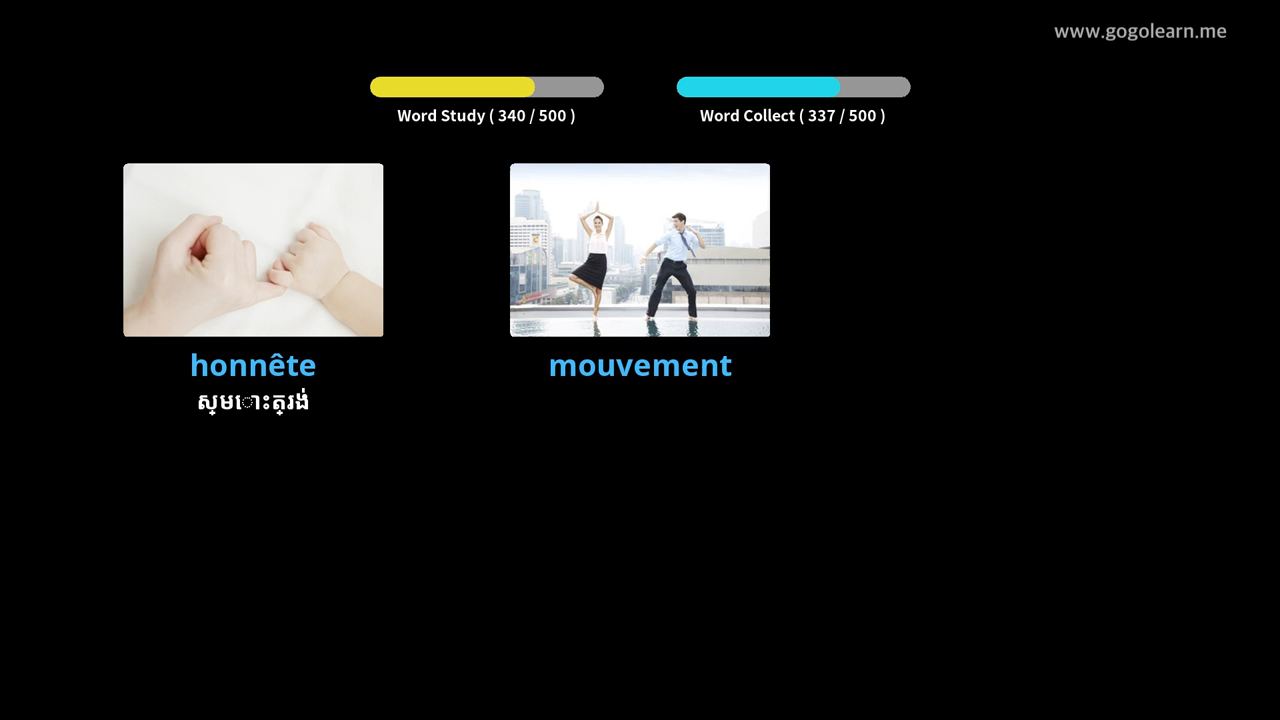 www.gogolearn.me
Word Study ( 340 / 500 )
Word Collect ( 337 / 500 )
honnête
ស្មោះត្រង់
mouvement